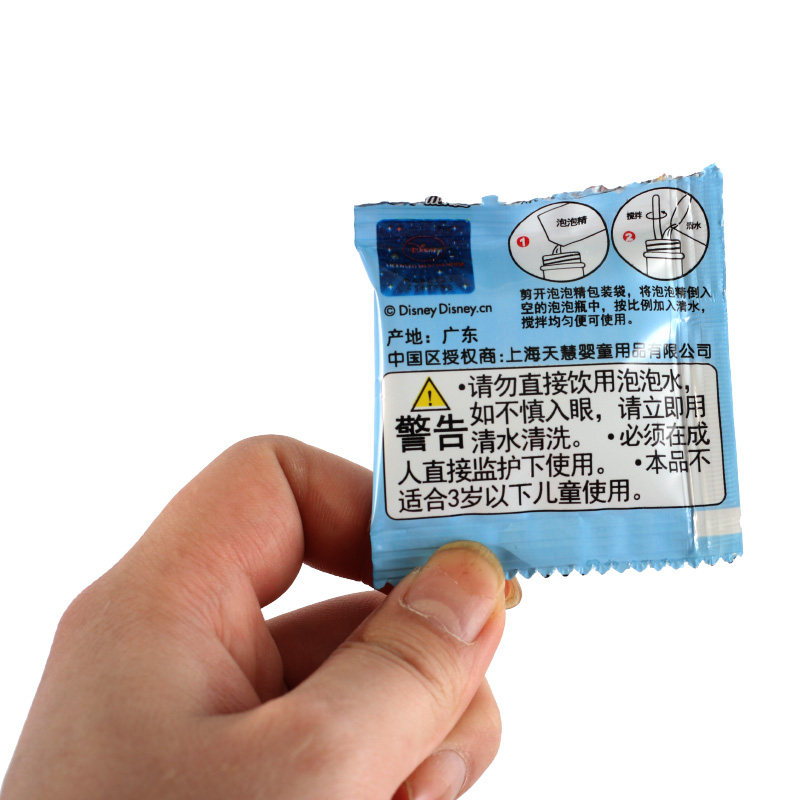 泡泡精
搅拌
清水
1
2
Disney
剪开泡泡精包装袋，将泡泡精倒入
空的泡泡瓶中，按比例加入清水，
搅拌均匀便可使用。
© Disney Disney.cn
产地：广东
中国区授权商：上海天慧婴童用品有限公司
警告
•请勿直接饮用泡泡水，
如不慎入眼，请立即用
清水清洗。 •必须在成
人直接监护下使用。 •本品不
适合3岁以下儿童使用。